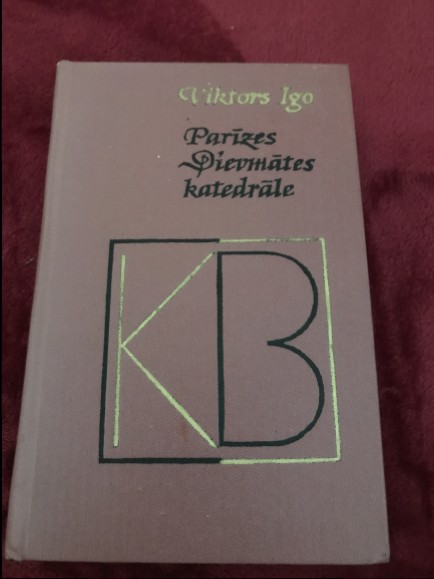 Viktors Igo
Parīzes
Dievmātes
katedrāle
KB